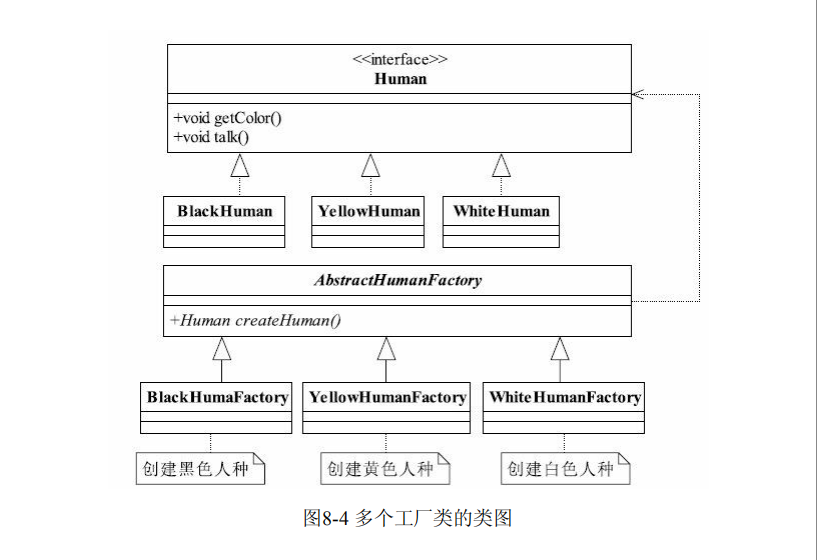 <<interface>>
Human
+void getColor()
+void talk()
BlackHuman
YellowHuman
WhiteHuman
AbstractHumanFactory
+Human createHuman()
BlackHumaFactory
YellowHumanFactory
WhiteHumanFactory
创建黑色人种
创建黄色人种
创建白色人种
图8-4 多个工厂类的类图